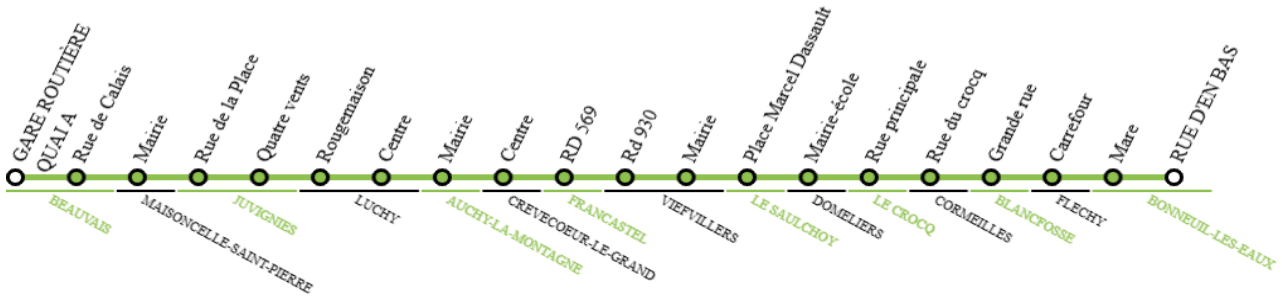 GARE ROUTIÈRE
QUAI A
Rue de Calais
Mairie
Rue de la Place
Quatre vents
Rougemaison
Centre
Mairie
Centre
RD 569
Rd 930
Mairie
Place Marcel Dassault
Mairie-école
Rue principale
Rue du crocq
Grande rue
Carrefour
Mare
RUE D'EN BAS
BEAUVAIS
MAISONCELLE-SAINT-PIERRE
JUVIGNIES
LUCHY
AUCHY-LA-MONTAGNE
CREVECOEUR-LE-GRAND
FRANCASTEL
VIEFVILLERS
LE SAULCHOY
DOMELIERS
LE CROCQ
CORMEILLES
BLANCFOSSE
FLECHY
BONNEUIL-LES-EAUX